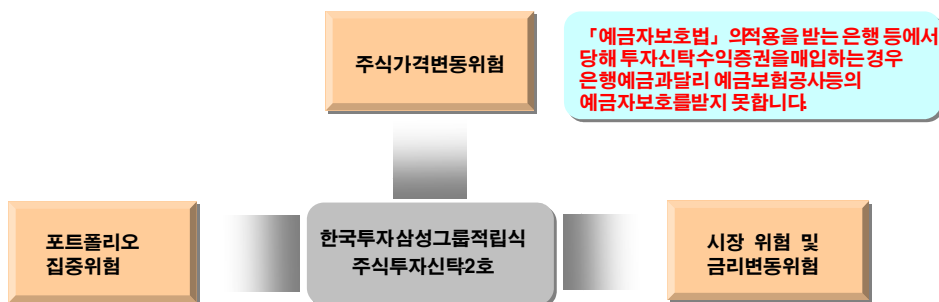 주식가격변동위험
「예금자보호법」의적용을 받는 은행 등에서
당해 투자신탁수익증권을매입하는경우
은행예금과달리 예금보험공사등의
예금자보호를받지 못합니다
포트폴리오
집중위험
한국투자삼성그룹적립식
주식투자신탁2호
시장 위험 및
금리변동위험